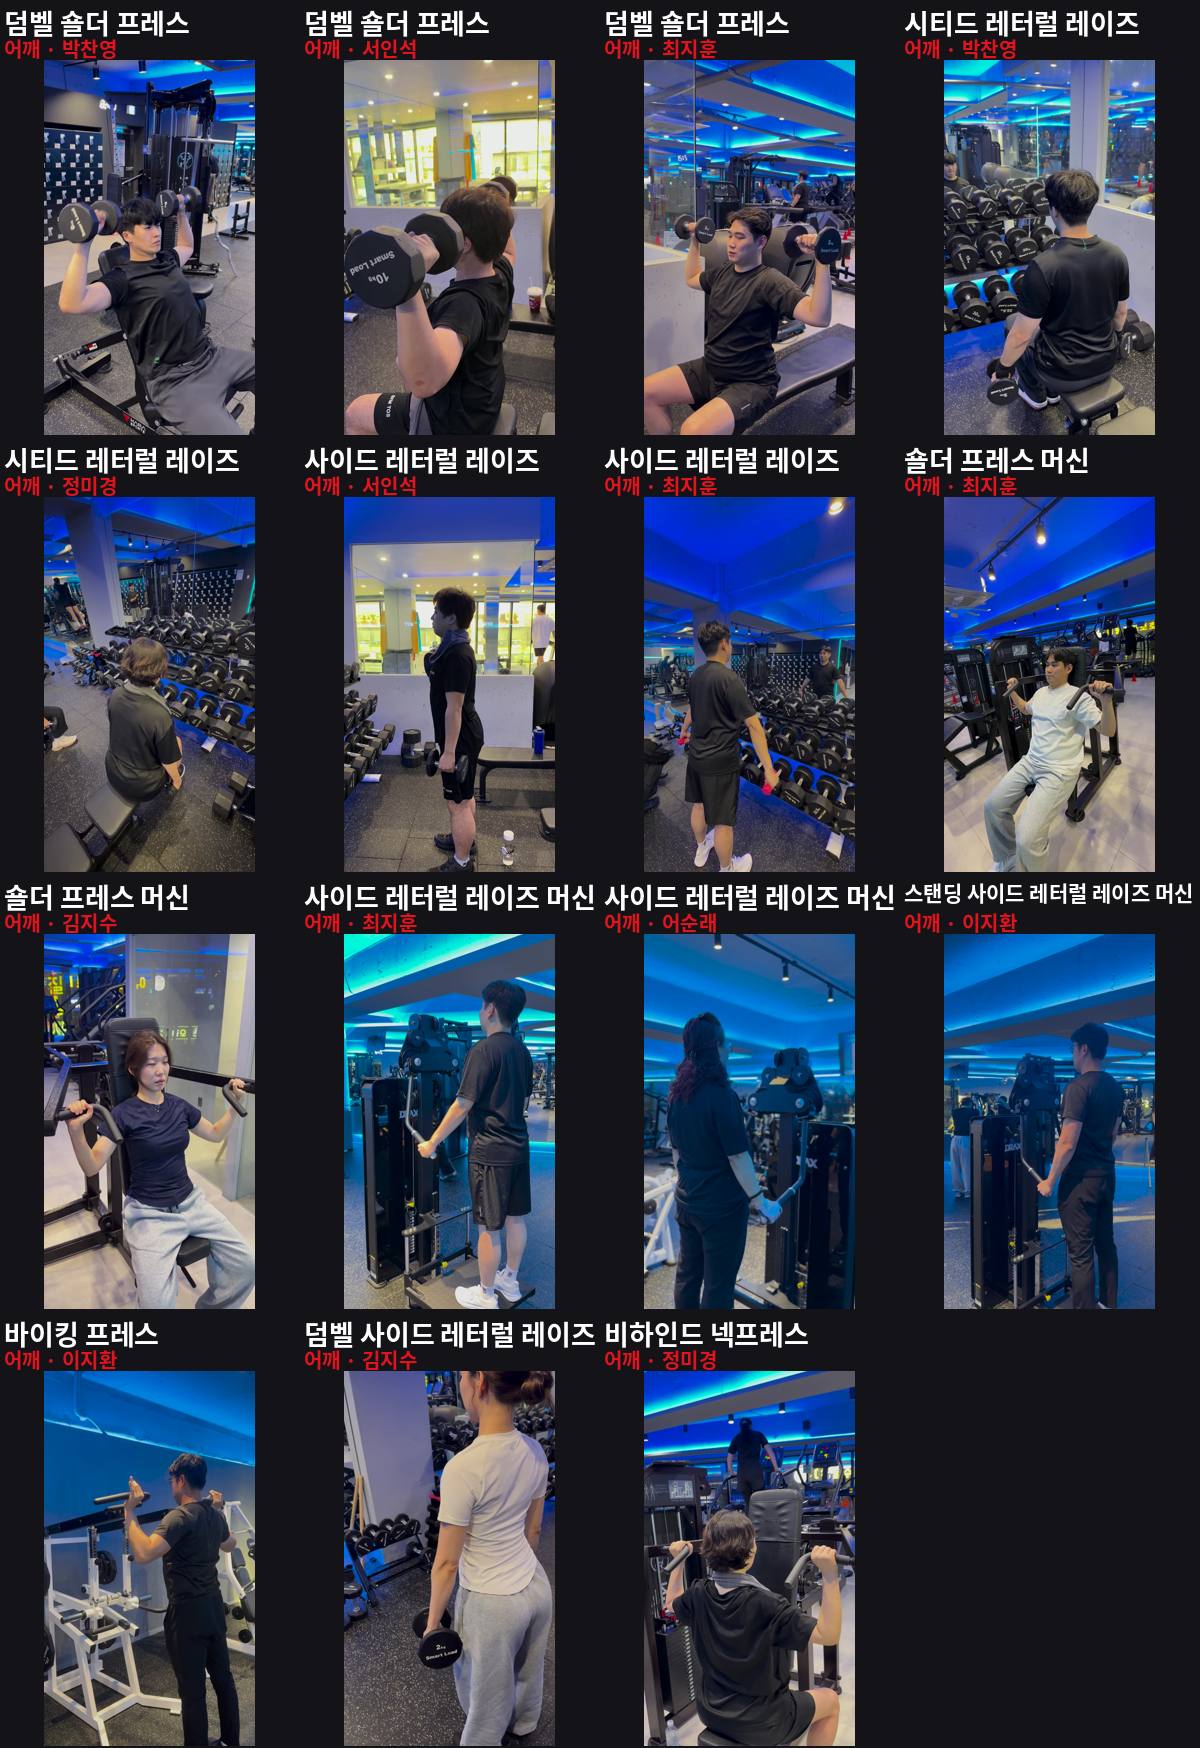 덤벨 숄더 프레스
어깨 · 박찬영
덤벨 숄더 프레스
어깨 · 서인석
10kg
Smart Load
덤벨 숄더 프레스
어깨 · 최지훈
시티드 레터럴 레이즈
어깨 · 박찬영
시티드 레터럴 레이즈
어깨 · 정미경
사이드 레터럴 레이즈
어깨 · 서인석
사이드 레터럴 레이즈
어깨 · 최지훈
숄더 프레스 머신
어깨 · 최지훈
숄더 프레스 머신
어깨 · 김지수
사이드 레터럴 레이즈 머신
어깨 · 최지훈
사이드 레터럴 레이즈 머신
어깨 · 어순래
스탠딩 사이드 레터럴 레이즈 머신
어깨 · 이지환
바이킹 프레스
어깨 · 이지환
덤벨 사이드 레터럴 레이즈
어깨 · 김지수
2kg
Smart Load
비하인드 넥프레스
어깨 · 정미경